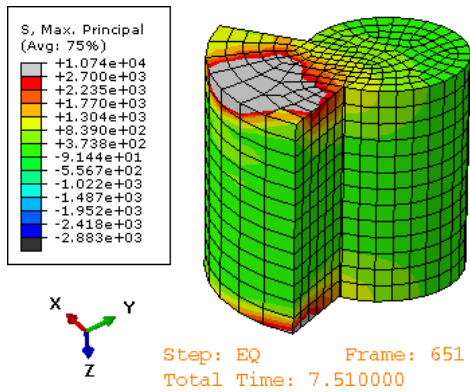 S, Max. Principal
(Avg: 75%)
+1.074e+04
+2.700e+03
+2.235e+03
+1.770e+03
+1.304e+03
+8.390e+02
+3.738e+02
-9.144e+01
-5.567e+02
-1.022e+03
-1.487e+03
-1.952e+03
-2.418e+03
-2.883e+03
X
Y
Z
Step: EQ Frame: 651
Total Time: 7.510000